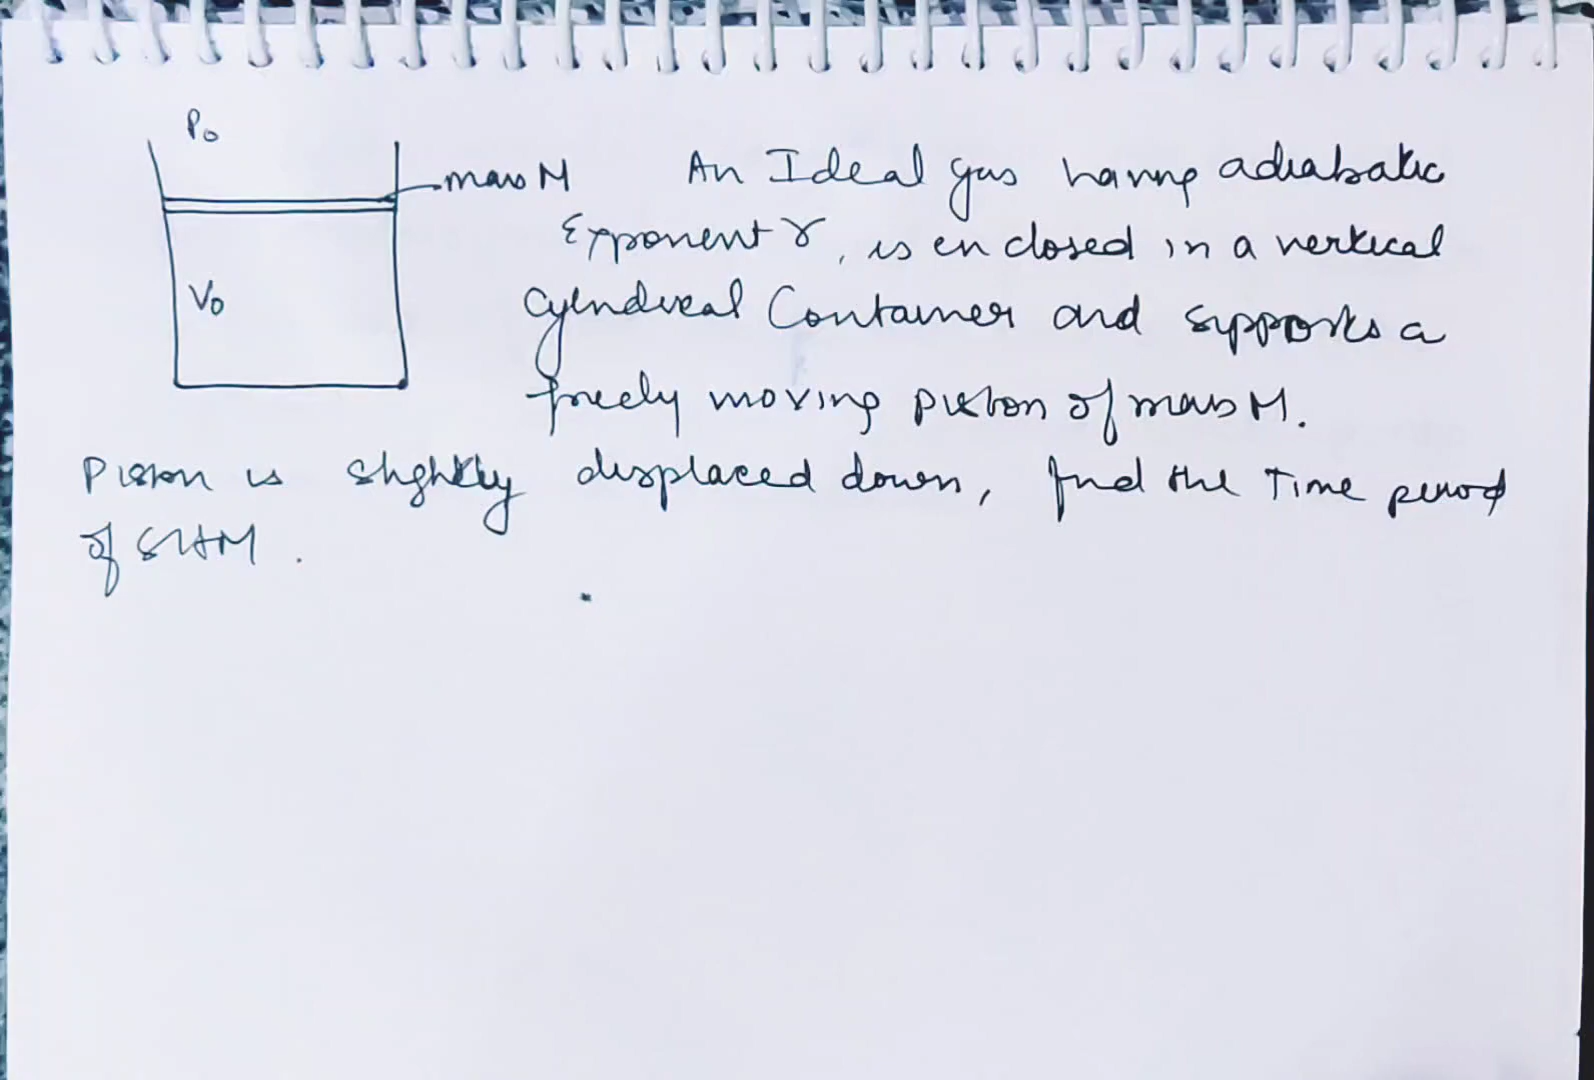 P₀
mass M
An Ideal gas having adiabatic
Exponent γ, is enclosed in a vertical
V₀
Cylindrical Container and supports a
freely moving piston of mass M.
Piston is slightly displaced down, find the Time period
of SHM.